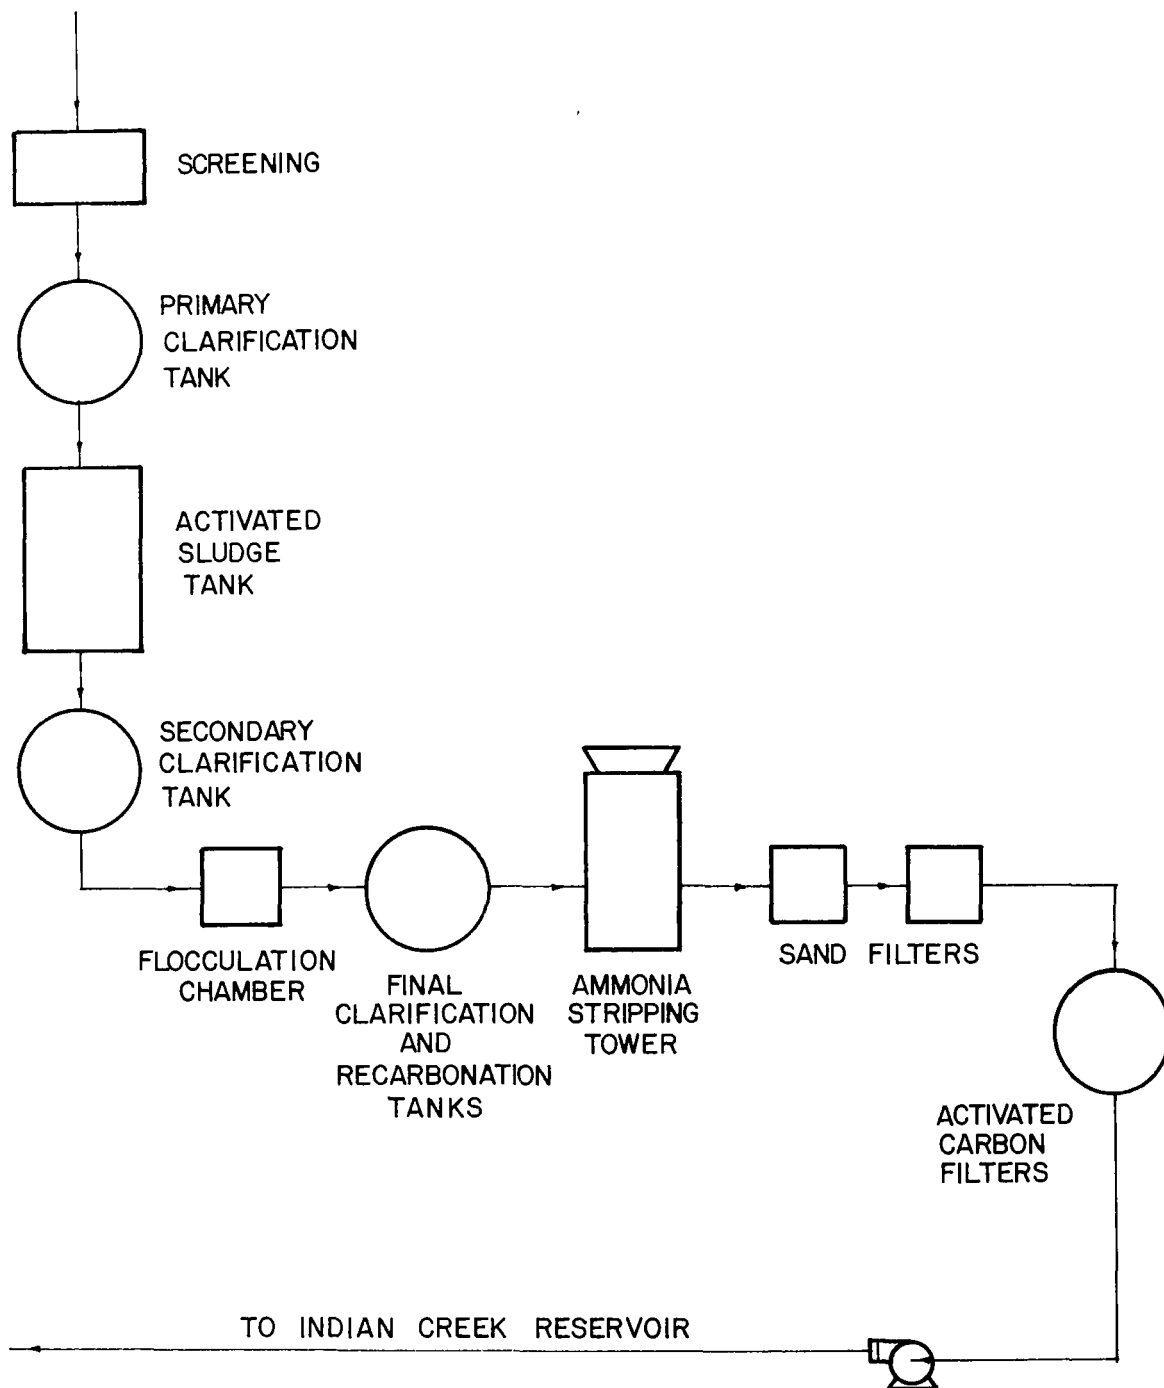 SCREENING
PRIMARY
CLARIFICATION
TANK
ACTIVATED
SLUDGE
TANK
SECONDARY
CLARIFICATION
TANK
FLOCCULATION
CHAMBER
FINAL
CLARIFICATION
AND
RECARBONATION
TANKS
AMMONIA
STRIPPING
TOWER
SAND FILTERS
ACTIVATED
CARBON
FILTERS
TO INDIAN CREEK RESERVOIR